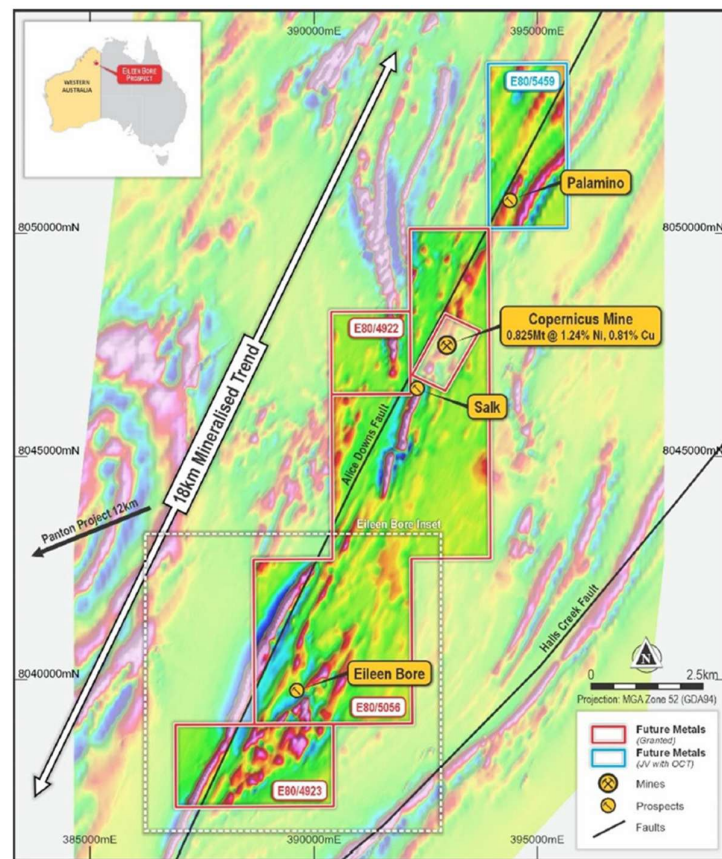 390000mE
395000mE
WESTERN
AUSTRALIA
EILEEN BORE
PROSPECT
E80/5459
Palamino
8050000mN
8050000mN
E80/4922
Copernicus Mine
0.825Mt @ 1.24% Ni, 0.81% Cu
Salk
18km Mineralised Trend
Alice Downs Fault
8045000mN
8045000mN
Panton Project 12km
Eileen Bore Inset
Halls Creek Fault
8040000mN
Eileen Bore
E80/5056
E80/4923
N
0
2.5km
Projection: MGA Zone 52 (GDA94)
Future Metals
(Granted)
Future Metals
(JV with OCT)
Mines
Prospects
Faults
385000mE
390000mE
395000mE